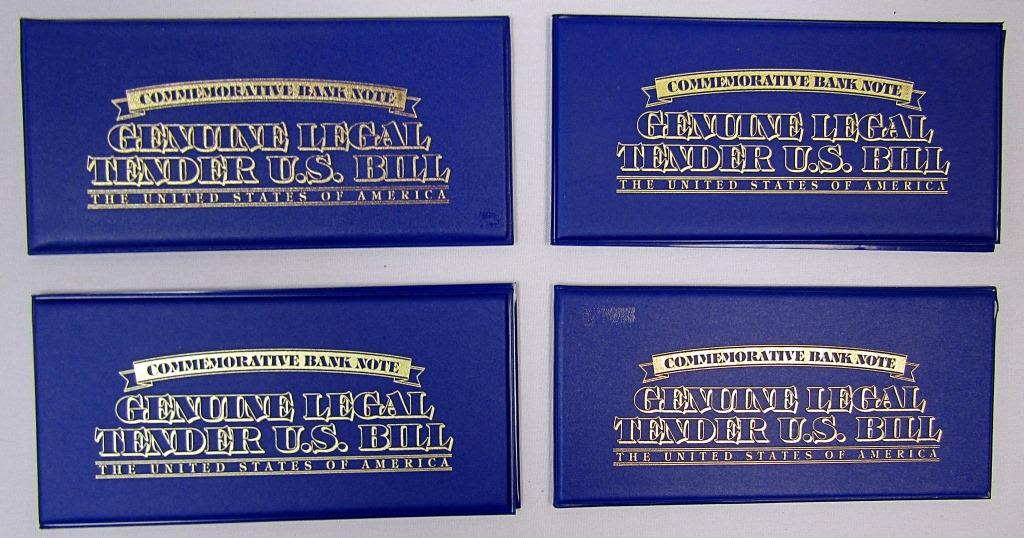 COMMEMORATIVE BANK NOTE
GENUINE LEGAL
TENDER U.S. BILL
THE UNITED STATES OF AMERICA
COMMEMORATIVE BANK NOTE
GENUINE LEGAL
TENDER U.S. BILL
THE UNITED STATES OF AMERICA
COMMEMORATIVE BANK NOTE
GENUINE LEGAL
TENDER U.S. BILL
THE UNITED STATES OF AMERICA
COMMEMORATIVE BANK NOTE
GENUINE LEGAL
TENDER U.S. BILL
THE UNITED STATES OF AMERICA